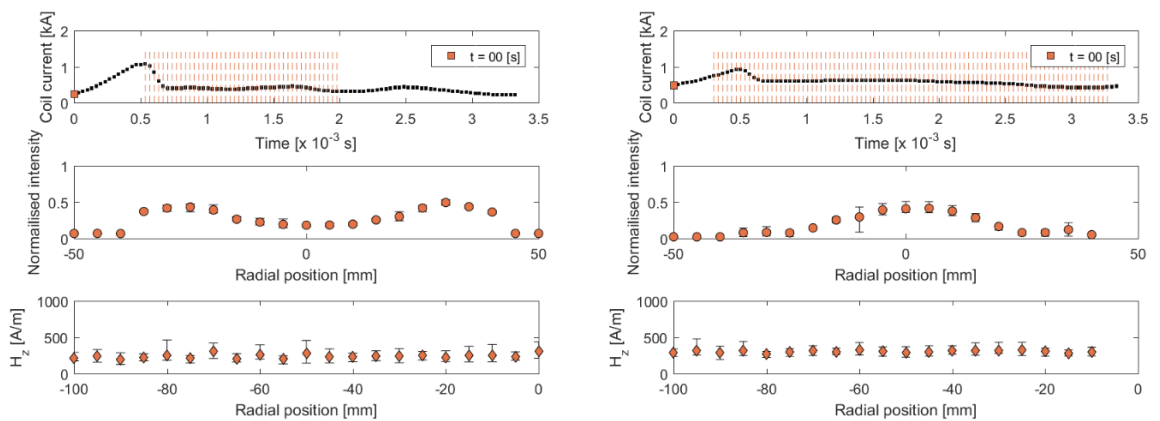 Coil current [kA]
2
1
0
t = 00 [s]
0 0.5 1 1.5 2 2.5 3 3.5
Time [x 10-3 s]
Normailised intensity
1
0.5
0
-50 0 50
Radial position [mm]
Hz [A/m]
1000
500
0
-100 -80 -60 -40 -20 0
Radial position [mm]
Coil current [kA]
2
1
0
t = 00 [s]
0 0.5 1 1.5 2 2.5 3 3.5
Time [x 10-3 s]
Normailised intensity
1
0.5
0
-50 0 50
Radial position [mm]
Hz [A/m]
1000
500
0
-100 -80 -60 -40 -20 0
Radial position [mm]